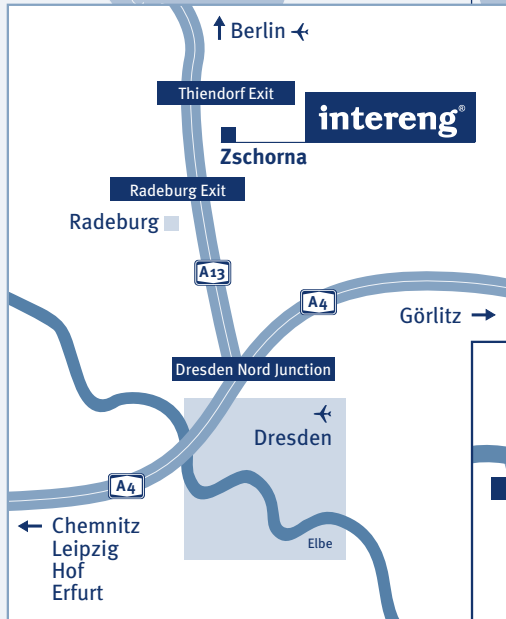 ↑ Berlin
Thiendorf Exit
intereng®
Zschorna
Radeburg Exit
Radeburg
A13
A4
Görlitz →
Dresden Nord Junction
Dresden
A4
← Chemnitz
Leipzig
Hof
Erfurt
Elbe